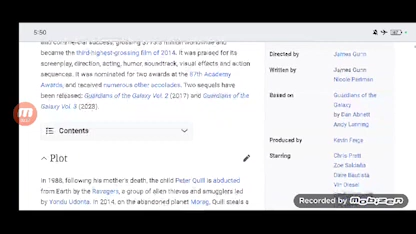 5:50
and commercial success, grossing
became the third-highest-grossing film of 2014. It was praised for its
screenplay, direction, acting, humor, soundtrack, visual effects and action
sequences. It was nominated for two awards at the 87th Academy
Awards, and received numerous other accolades. Two sequels have
been released: Guardians of the Galaxy Vol. 2 (2017) and Guardians of the
Galaxy Vol. 3 (2023).
Contents
Plot
In 1988, following his mother's death, the child Peter Quill is abducted
from Earth by the Ravagers, a group of alien thieves and smugglers led
by Yondu Udonta. In 2014, on the abandoned planet Morag, Quill steals a
Directed by James Gunn
Written by James Gunn
Nicole Perlman
Based on Guardians of the
Galaxy
by Dan Abnett
Andy Lanning
Produced by Kevin Feige
Starring Chris Pratt
Zoe Saldaña
Dave Bautista
Vin Diesel
Recorded by Mobizen